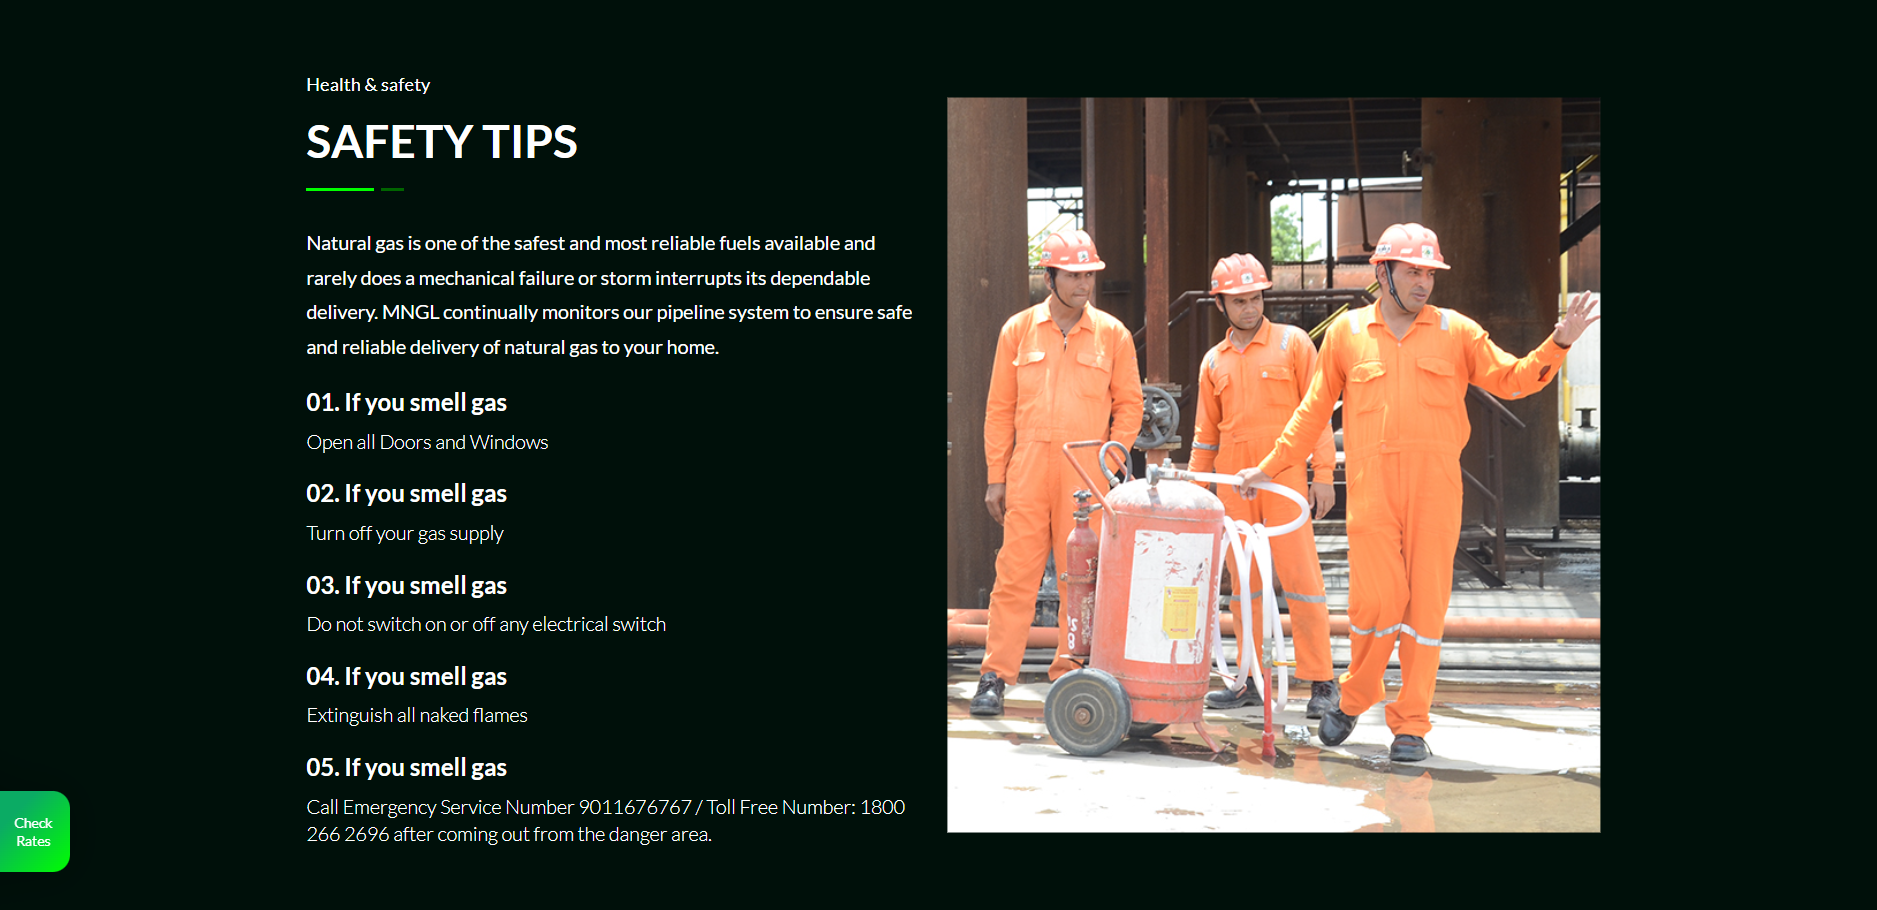 Health & safety
SAFETY TIPS
Natural gas is one of the safest and most reliable fuels available and
rarely does a mechanical failure or storm interrupts its dependable
delivery. MNGL continually monitors our pipeline system to ensure safe
and reliable delivery of natural gas to your home.
01. If you smell gas
Open all Doors and Windows
02. If you smell gas
Turn off your gas supply
03. If you smell gas
Do not switch on or off any electrical switch
04. If you smell gas
Extinguish all naked flames
05. If you smell gas
Call Emergency Service Number 9011676767 / Toll Free Number: 1800
266 2696 after coming out from the danger area.
Check
Rates
58